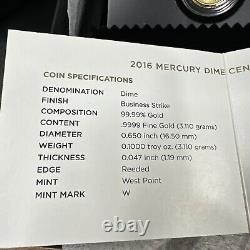 2016 MERCURY DIME CEN
COIN SPECIFICATIONS
DENOMINATION Dime
FINISH Business Strike
COMPOSITION 99.99% Gold
CONTENT .9999 Fine Gold (3.110 grams)
DIAMETER 0.650 inch (16.50 mm)
WEIGHT 0.1000 troy oz. (3.110 grams)
THICKNESS 0.047 inch (1.19 mm)
EDGE Reeded
MINT West Point
MINT MARK W